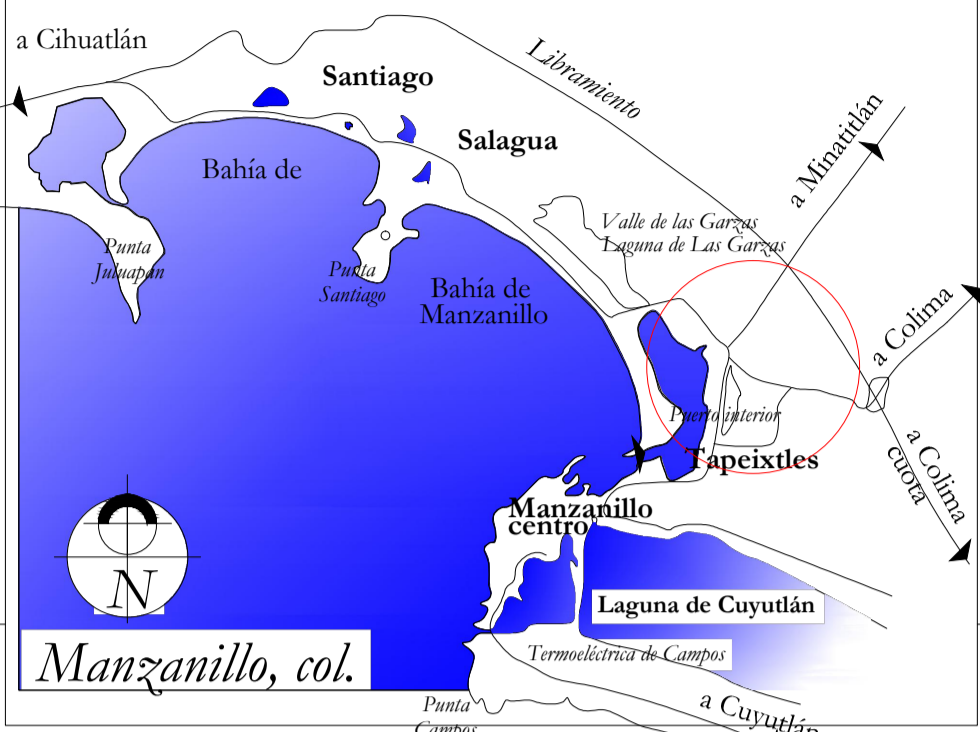 a Cihuatlán
Santiago
Libramiento
Salagua
a Minatitlán
Bahía de
Valle de las Garzas
Laguna de Las Garzas
Punta
Juluapan
Punta
Santiago
Bahía de
Manzanillo
a Colima
Puerto interior
Tapeixtles
a Colima
cuota
Manzanillo
centro
N
Laguna de Cuyutlán
Termoeléctrica de Campos
Manzanillo, col.
a Cuyutlán
Punta
Campos